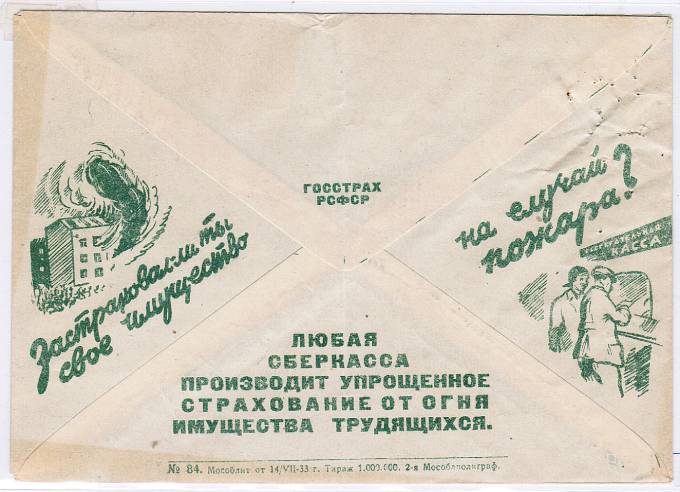 ГОССТРАХ
РСФСР
Застраховал-ли ты
свое имущество
на случай
пожара?
СБЕРЕГАТЕЛЬНАЯ
КАССА
ЛЮБАЯ
СБЕРКАССА
ПРОИЗВОДИТ УПРОЩЕННОЕ
СТРАХОВАНИЕ ОТ ОГНЯ
ИМУЩЕСТВА ТРУДЯЩИХСЯ.
№ 84. Мособлит от 14/VII-33 г. Тираж 1.000.000. 2-я Мособлполиграф.